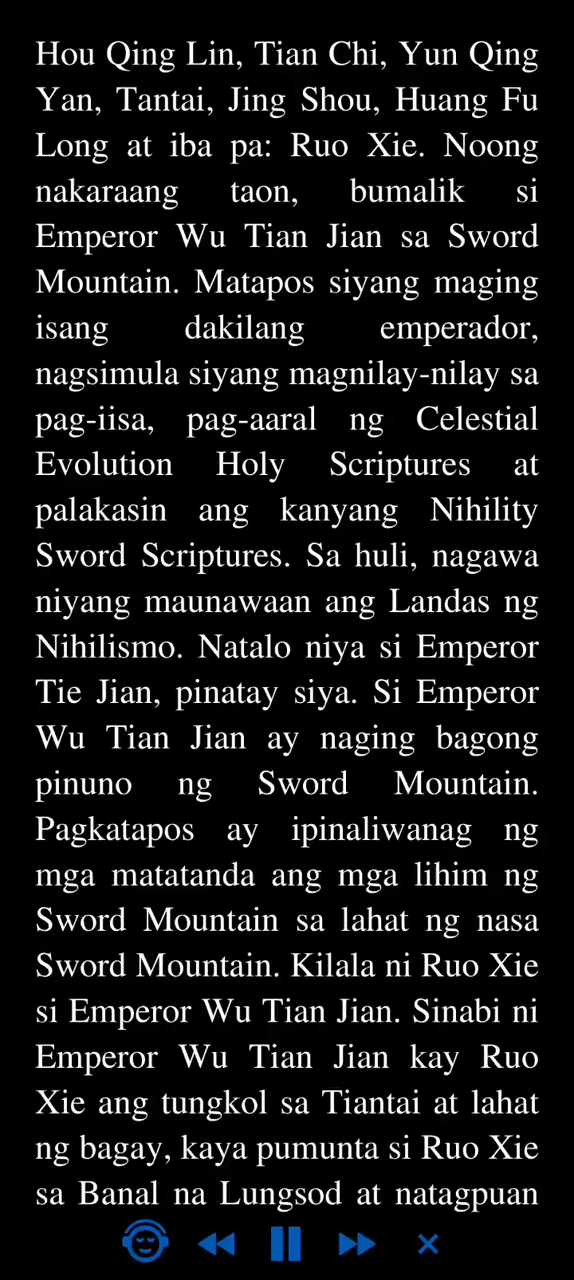 Hou Qing Lin, Tian Chi, Yun Qing
Yan, Tantai, Jing Shou, Huang Fu
Long at iba pa: Ruo Xie. Noong
nakaraang taon, bumalik si
Emperor Wu Tian Jian sa Sword
Mountain. Matapos siyang maging
isang dakilang emperador,
nagsimula siyang magnilay-nilay sa
pag-iisa, pag-aaral ng Celestial
Evolution Holy Scriptures at
palakasin ang kanyang Nihility
Sword Scriptures. Sa huli, nagawa
niyang maunawaan ang Landas ng
Nihilismo. Natalo niya si Emperor
Tie Jian, pinatay siya. Si Emperor
Wu Tian Jian ay naging bagong
pinuno ng Sword Mountain.
Pagkatapos ay ipinaliwanag ng
mga matatanda ang mga lihim ng
Sword Mountain sa lahat ng nasa
Sword Mountain. Kilala ni Ruo Xie
si Emperor Wu Tian Jian. Sinabi ni
Emperor Wu Tian Jian kay Ruo
Xie ang tungkol sa Tiantai at lahat
ng bagay, kaya pumunta si Ruo Xie
sa Banal na Lungsod at natagpuan